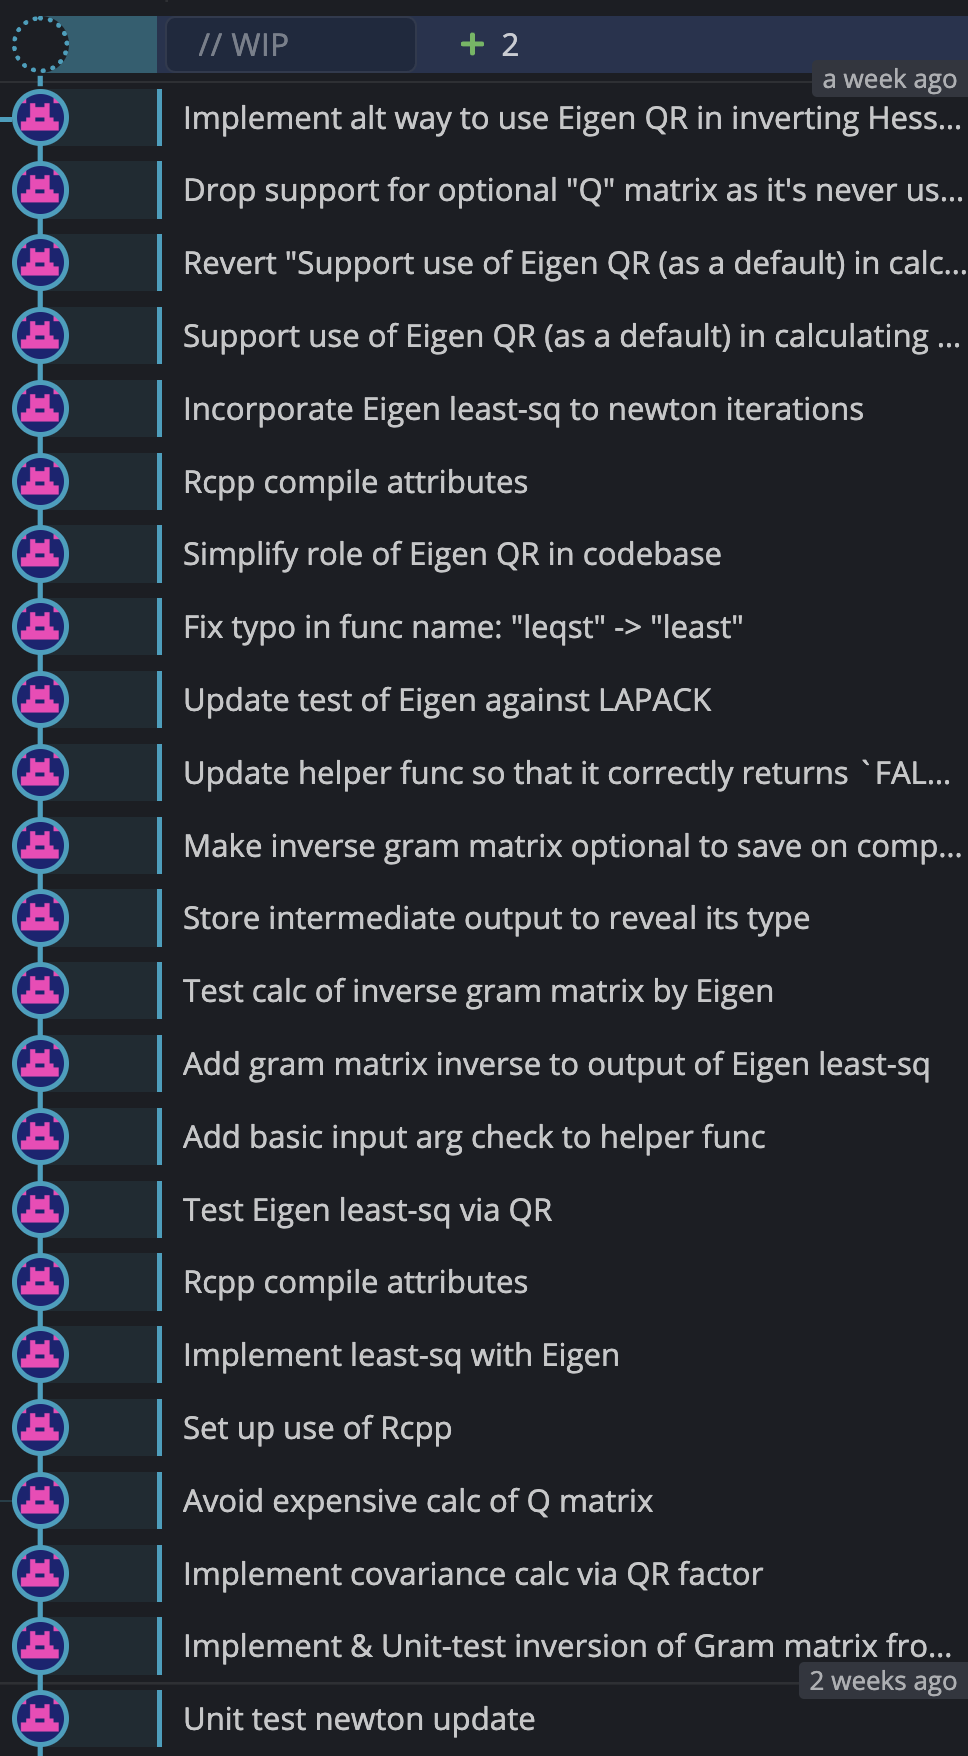 // WIP + 2
a week ago
Implement alt way to use Eigen QR in inverting Hess...
Drop support for optional "Q" matrix as it's never us...
Revert "Support use of Eigen QR (as a default) in calc...
Support use of Eigen QR (as a default) in calculating ...
Incorporate Eigen least-sq to newton iterations
Rcpp compile attributes
Simplify role of Eigen QR in codebase
Fix typo in func name: "leqst" -> "least"
Update test of Eigen against LAPACK
Update helper func so that it correctly returns `FAL...
Make inverse gram matrix optional to save on comp...
Store intermediate output to reveal its type
Test calc of inverse gram matrix by Eigen
Add gram matrix inverse to output of Eigen least-sq
Add basic input arg check to helper func
Test Eigen least-sq via QR
Rcpp compile attributes
Implement least-sq with Eigen
Set up use of Rcpp
Avoid expensive calc of Q matrix
Implement covariance calc via QR factor
Implement & Unit-test inversion of Gram matrix fro...
2 weeks ago
Unit test newton update